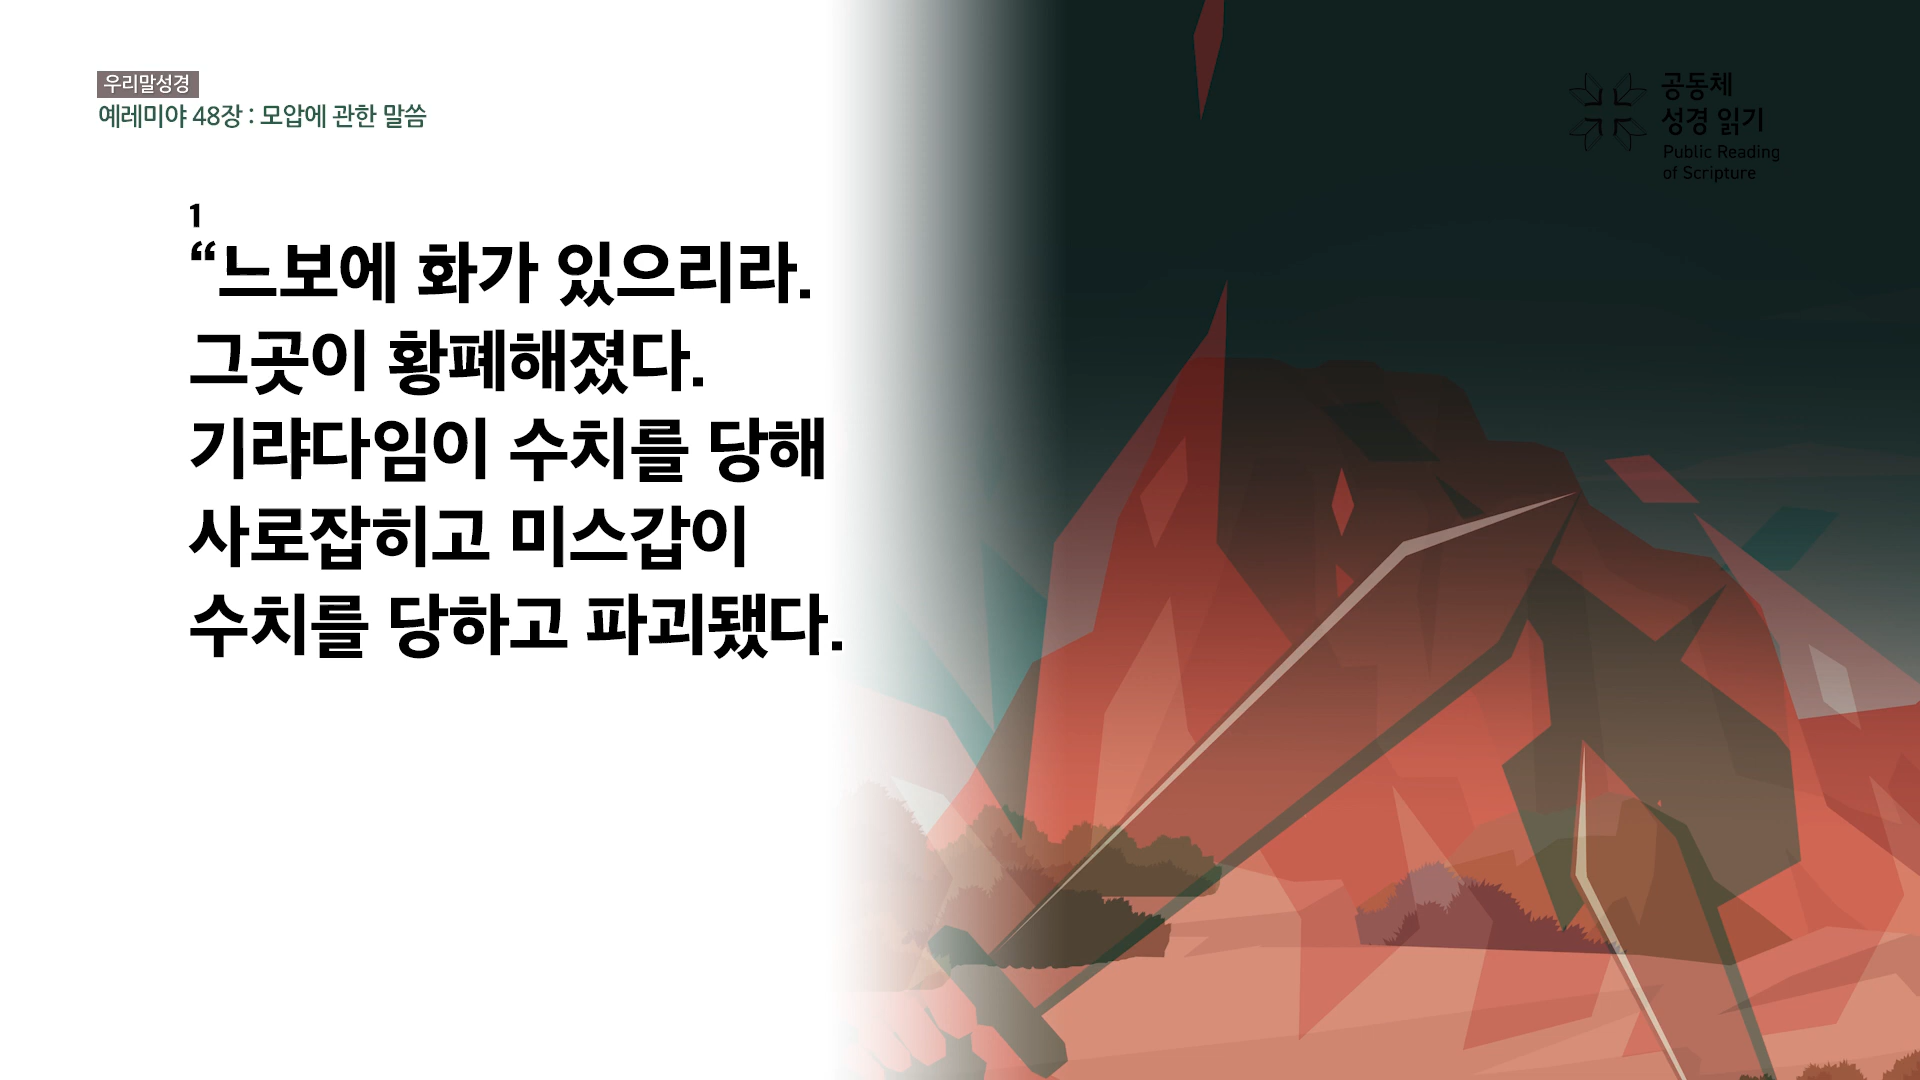 우리말성경
예레미야 48장 : 모압에 관한 말씀
공동체
성경 읽기
Public Reading
of Scripture
1
“느보에 화가 있으리라.
그곳이 황폐해졌다.
기랴다임이 수치를 당해
사로잡히고 미스갑이
수치를 당하고 파괴됐다.